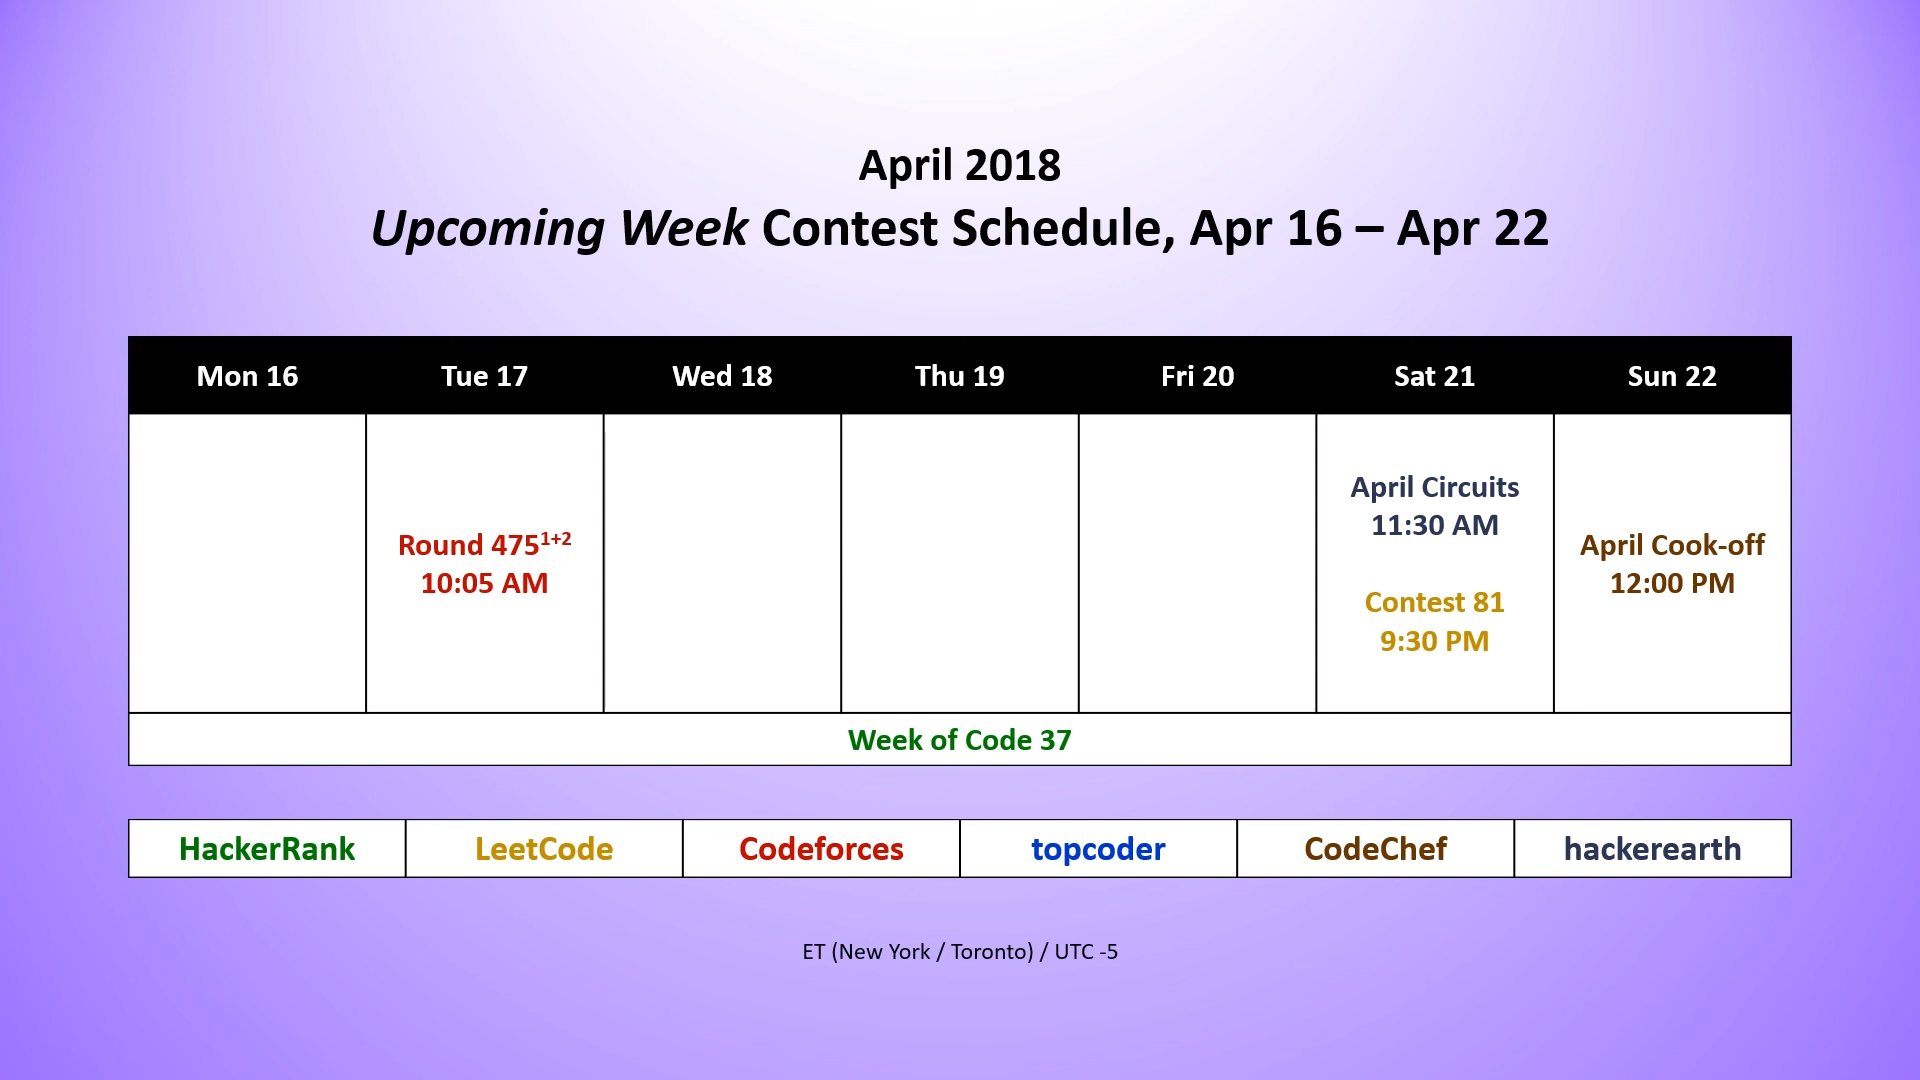 April 2018
Upcoming Week Contest Schedule, Apr 16 – Apr 22
Mon 16 Tue 17 Wed 18 Thu 19 Fri 20 Sat 21 Sun 22
Round 475¹⁺²
10:05 AM
April Circuits
11:30 AM
Contest 81
9:30 PM
April Cook-off
12:00 PM
Week of Code 37
HackerRank LeetCode Codeforces topcoder CodeChef hackerearth
ET (New York / Toronto) / UTC -5